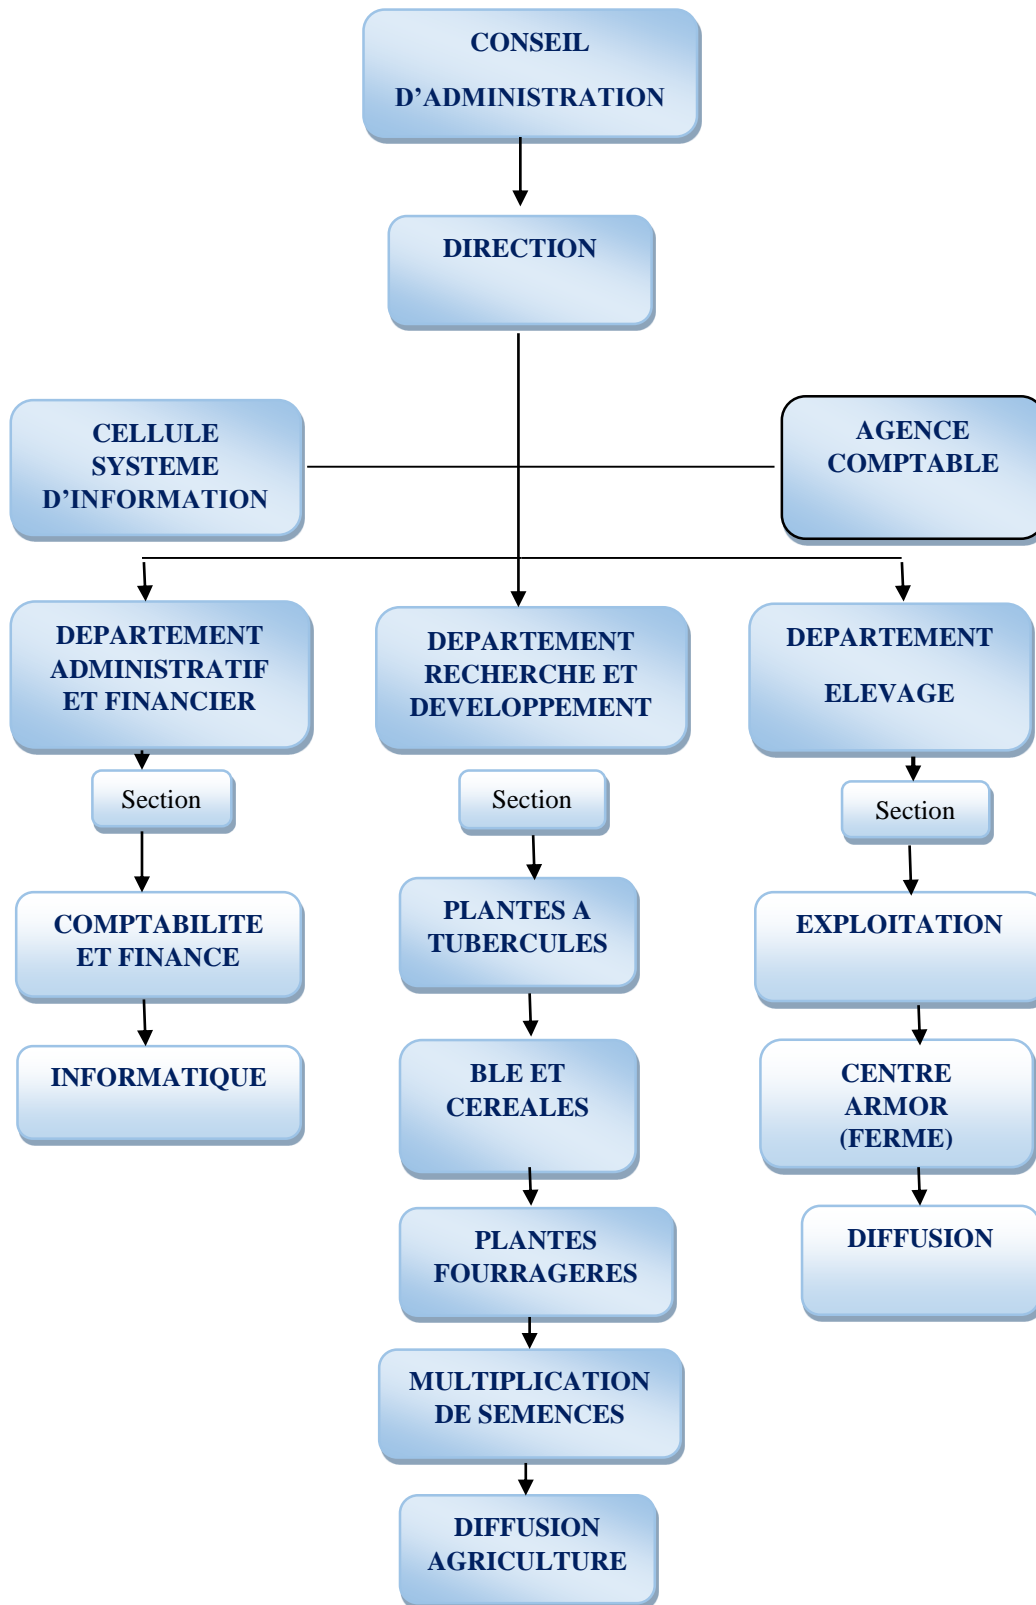 CONSEIL
D’ADMINISTRATION
DIRECTION
CELLULE
SYSTEME
D’INFORMATION
AGENCE
COMPTABLE
DEPARTEMENT
ADMINISTRATIF
ET FINANCIER
DEPARTEMENT
RECHERCHE ET
DEVELOPPEMENT
DEPARTEMENT
ELEVAGE
Section
Section
Section
COMPTABILITE
ET FINANCE
INFORMATIQUE
PLANTES A
TUBERCULES
BLE ET
CEREALES
PLANTES
FOURRAGERES
MULTIPLICATION
DE SEMENCES
DIFFUSION
AGRICULTURE
EXPLOITATION
CENTRE
ARMOR
(FERME)
DIFFUSION